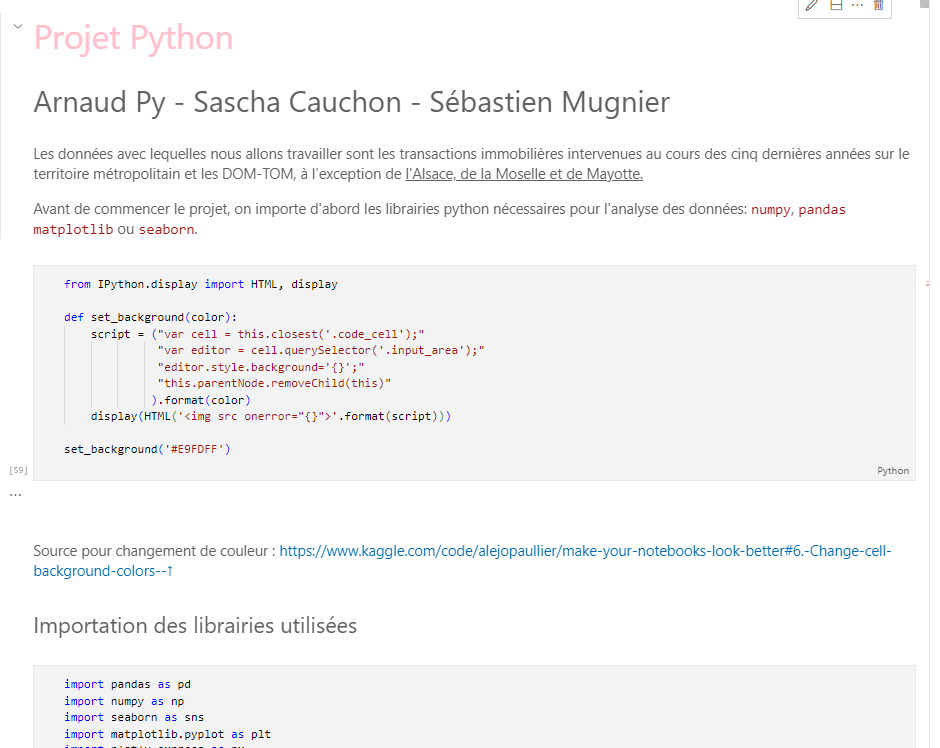 Projet Python
Arnaud Py - Sascha Cauchon - Sébastien Mugnier
Les données avec lequelles nous allons travailler sont les transactions immobilières intervenues au cours des cinq dernières années sur le
territoire métropolitain et les DOM-TOM, à l'exception de l'Alsace, de la Moselle et de Mayotte.
Avant de commencer le projet, on importe d'abord les librairies python nécessaires pour l'analyse des données: numpy, pandas
matplotlib ou seaborn.
from IPython.display import HTML, display
def set_background(color):
    script = ("var cell = this.closest('.code_cell');"
              "var editor = cell.querySelector('.input_area');"
              "editor.style.background='{}';"
              "this.parentNode.removeChild(this)"
             ).format(color)
    display(HTML('<img src onerror="{}">'.format(script)))
set_background('#E9FDFF')
[59]
Python
...
Source pour changement de couleur : https://www.kaggle.com/code/alejopaullier/make-your-notebooks-look-better#6.-Change-cell-
background-colors--↑
Importation des librairies utilisées
import pandas as pd
import numpy as np
import seaborn as sns
import matplotlib.pyplot as plt